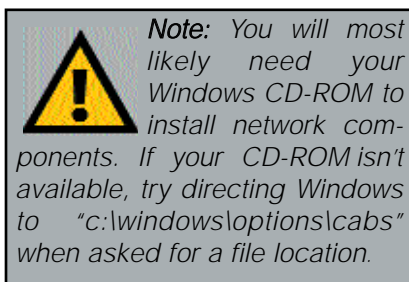 Note: You will most
likely need your
Windows CD-ROM to
install network com-
ponents. If your CD-ROM isn't
available, try directing Windows
to "c:\windows\options\cabs"
when asked for a file location.